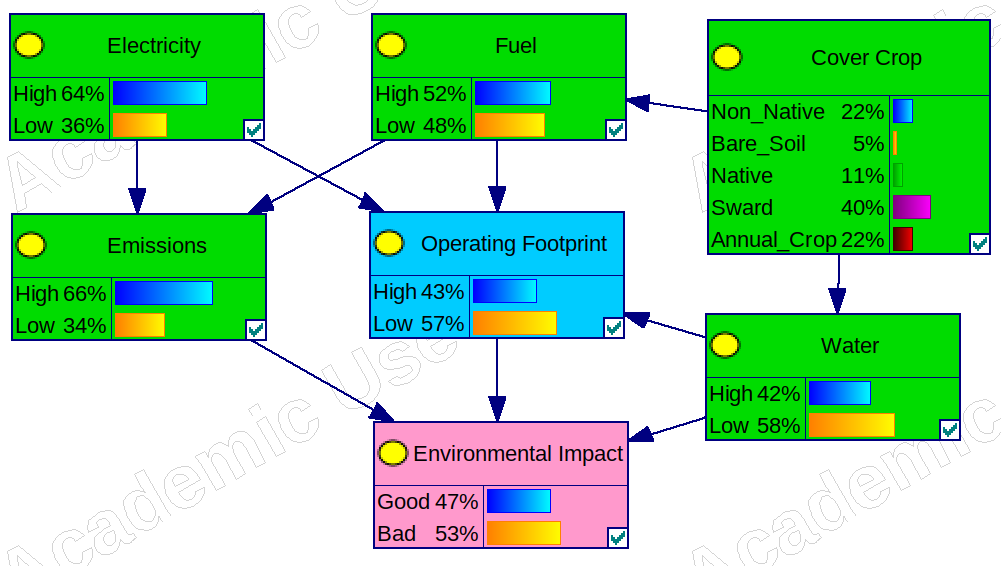 Electricity
High 64%
Low 36%
Fuel
High 52%
Low 48%
Cover Crop
Non_Native 22%
Bare_Soil 5%
Native 11%
Sward 40%
Annual_Crop 22%
Emissions
High 66%
Low 34%
Operating Footprint
High 43%
Low 57%
Water
High 42%
Low 58%
Environmental Impact
Good 47%
Bad 53%
Academic Use
Academic Use
Academic